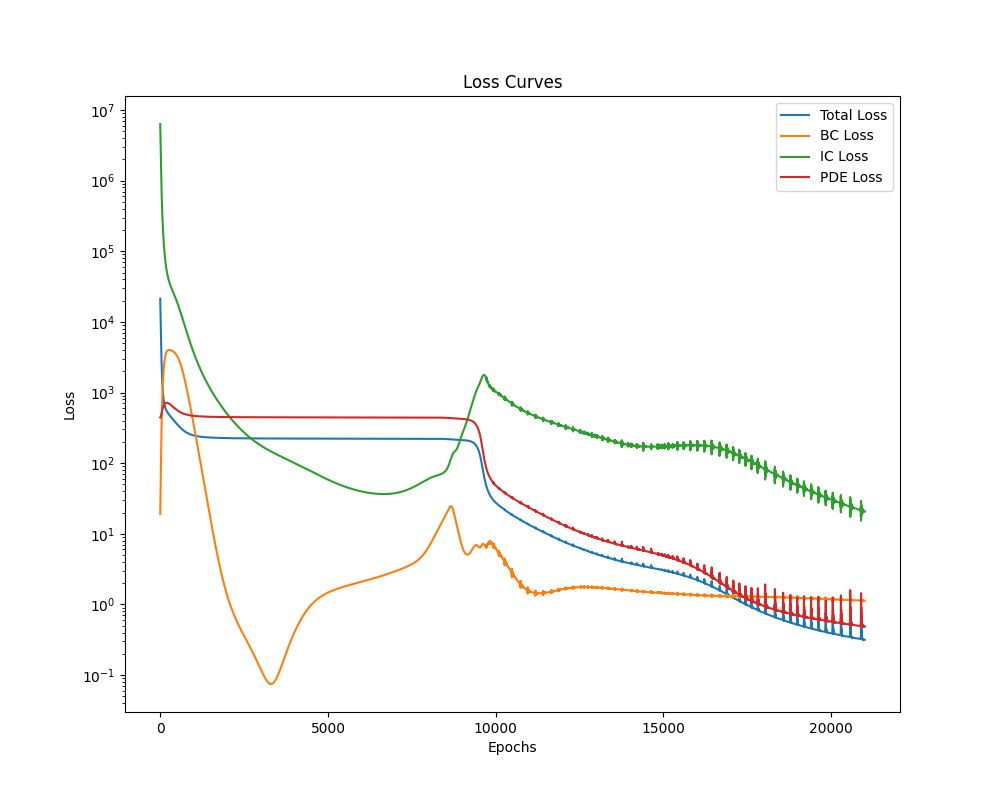 Loss Curves
Total Loss
BC Loss
IC Loss
PDE Loss
10⁷
10⁶
10⁵
10⁴
10³
10²
10¹
10⁰
10⁻¹
Loss
0 5000 10000 15000 20000
Epochs